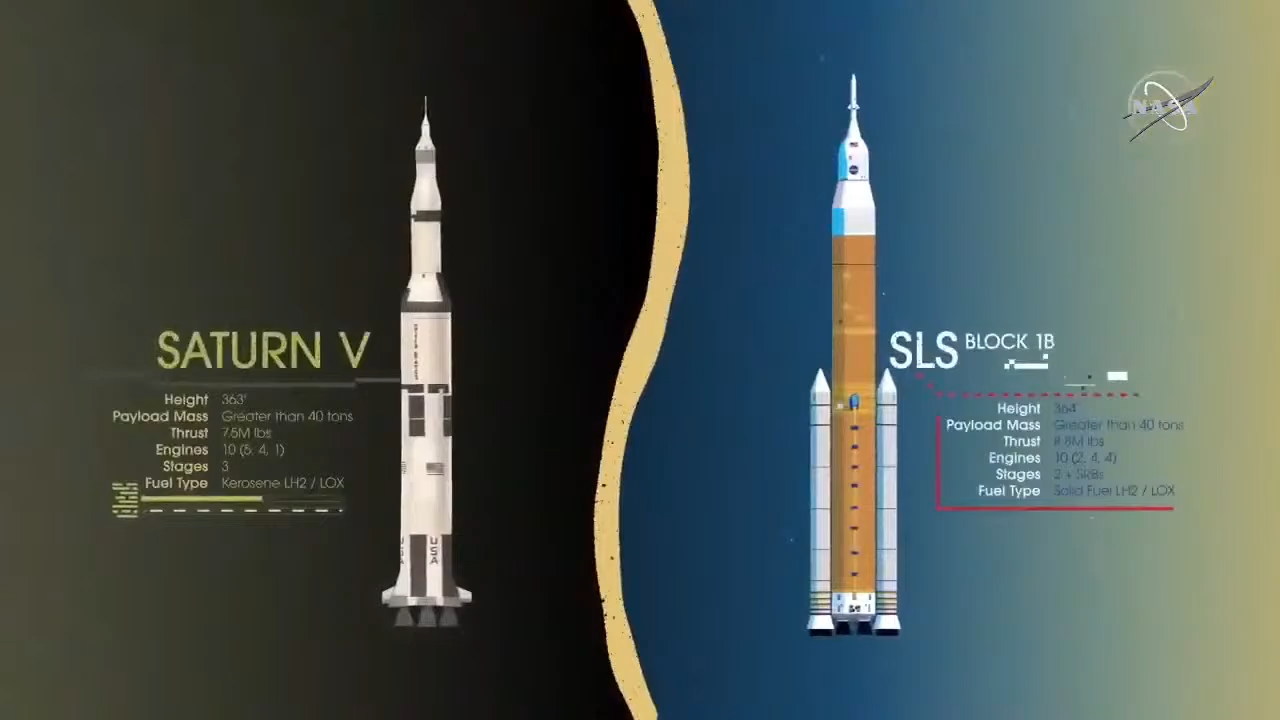 NASA
SATURN V
Height 363'
Payload Mass Greater than 40 tons
Thrust 7.5M lbs
Engines 10 (5, 4, 1)
Stages 3
Fuel Type Kerosene LH2 / LOX
USA
USA
SLS BLOCK 1B
Height 364'
Payload Mass Greater than 40 tons
Thrust 8.8M lbs
Engines 10 (2, 4, 4)
Stages 2 + SRBs
Fuel Type Solid Fuel LH2 / LOX